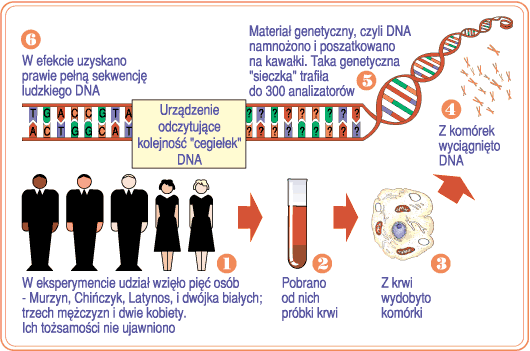 6
W efekcie uzyskano
prawie pełną sekwencję
ludzkiego DNA
Materiał genetyczny, czyli DNA
namnożono i poszatkowano
na kawałki. Taka genetyczna
"sieczka" trafiła
do 300 analizatorów
5
4
Z komórek
wyciągnięto
DNA
T G A C C G T A
A C T G G C A T
Urządzenie
odczytujące
kolejność "cegiełek"
DNA
? ? ? ? ? ? ? ?
? ? ? ? ? ? ? ?
1
W eksperymencie udział wzięło pięć osób
- Murzyn, Chińczyk, Latynos, i dwójka białych;
trzech mężczyzn i dwie kobiety.
Ich tożsamości nie ujawniono
2
Pobrano
od nich
próbki krwi
3
Z krwi
wydobyto
komórki